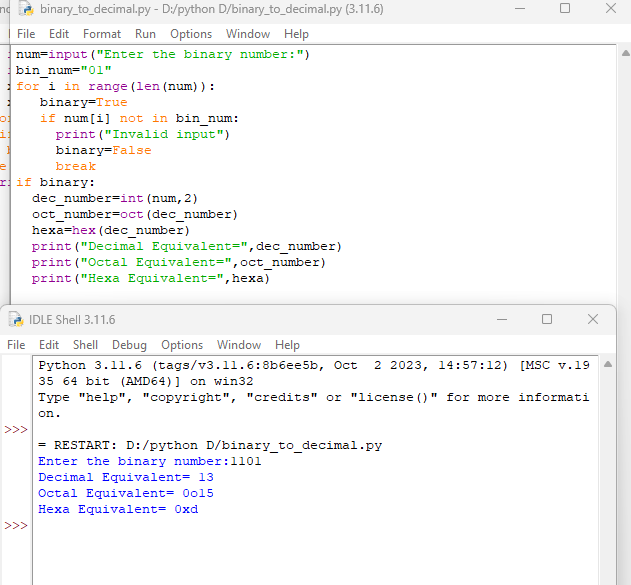 binary_to_decimal.py - D:/python D/binary_to_decimal.py (3.11.6)
File Edit Format Run Options Window Help
num=input("Enter the binary number:")
bin_num="01"
for i in range(len(num)):
   binary=True
   if num[i] not in bin_num:
     print("Invalid input")
     binary=False
     break
if binary:
  dec_number=int(num,2)
  oct_number=oct(dec_number)
  hexa=hex(dec_number)
  print("Decimal Equivalent=",dec_number)
  print("Octal Equivalent=",oct_number)
  print("Hexa Equivalent=",hexa)
IDLE Shell 3.11.6
File Edit Shell Debug Options Window Help
Python 3.11.6 (tags/v3.11.6:8b6ee5b, Oct  2 2023, 14:57:12) [MSC v.19
35 64 bit (AMD64)] on win32
Type "help", "copyright", "credits" or "license()" for more informati
on.
>>>
= RESTART: D:/python D/binary_to_decimal.py
Enter the binary number:1101
Decimal Equivalent= 13
Octal Equivalent= 0o15
Hexa Equivalent= 0xd
>>>